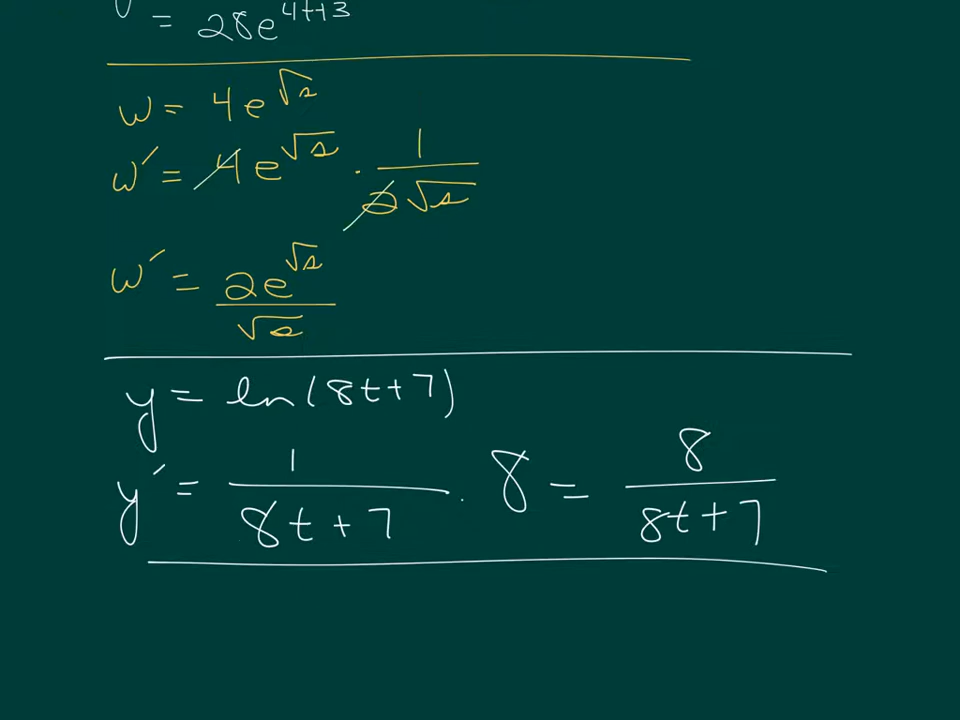 = 28e^{4t+3}
w = 4e^{√s}
w′ = 4e^{√s} · 1/(2√s)
w′ = 2e^{√s}/√s
y = ln(8t+7)
y′ = 1/(8t+7) · 8 = 8/(8t+7)